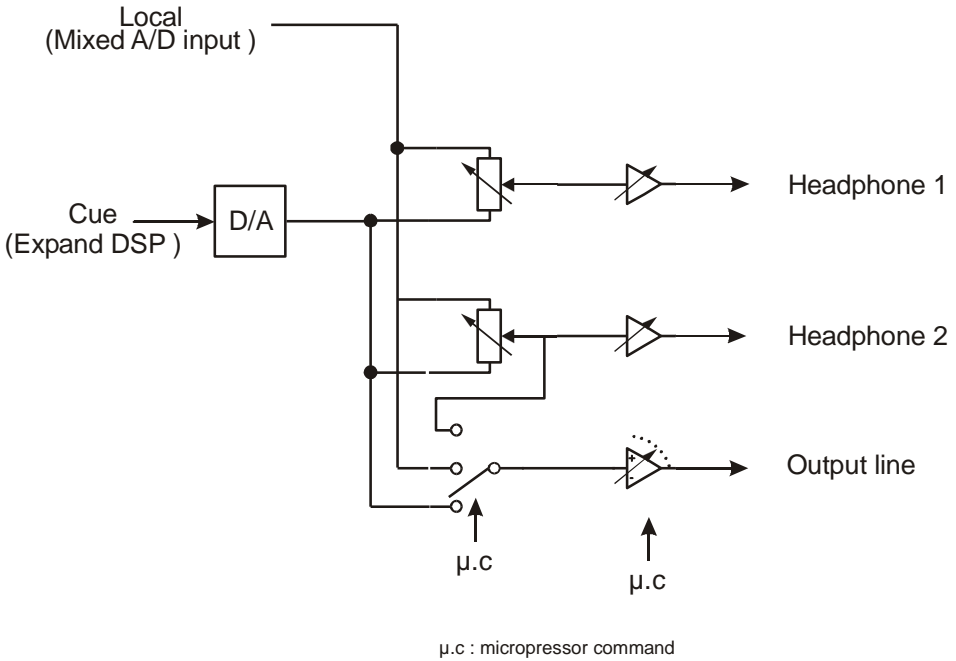 Local
(Mixed A/D input )
Headphone 1
Cue
(Expand DSP )
D/A
Headphone 2
+
-
Output line
µ.c
µ.c
µ.c : micropressor command